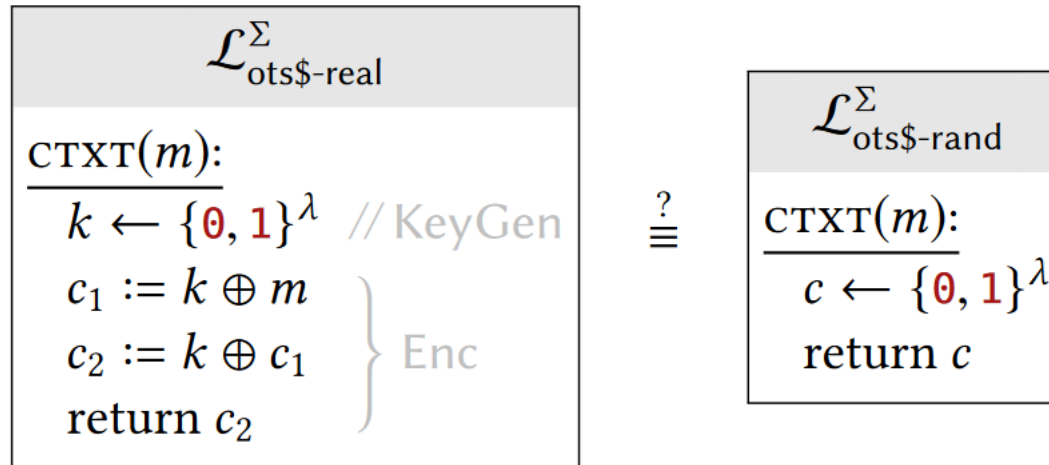 ℒ^Σ_ots$-real
CTXT(m):
k ← {0, 1}^λ // KeyGen
c₁ := k ⊕ m
c₂ := k ⊕ c₁
Enc
return c₂
≡^?
ℒ^Σ_ots$-rand
CTXT(m):
c ← {0, 1}^λ
return c